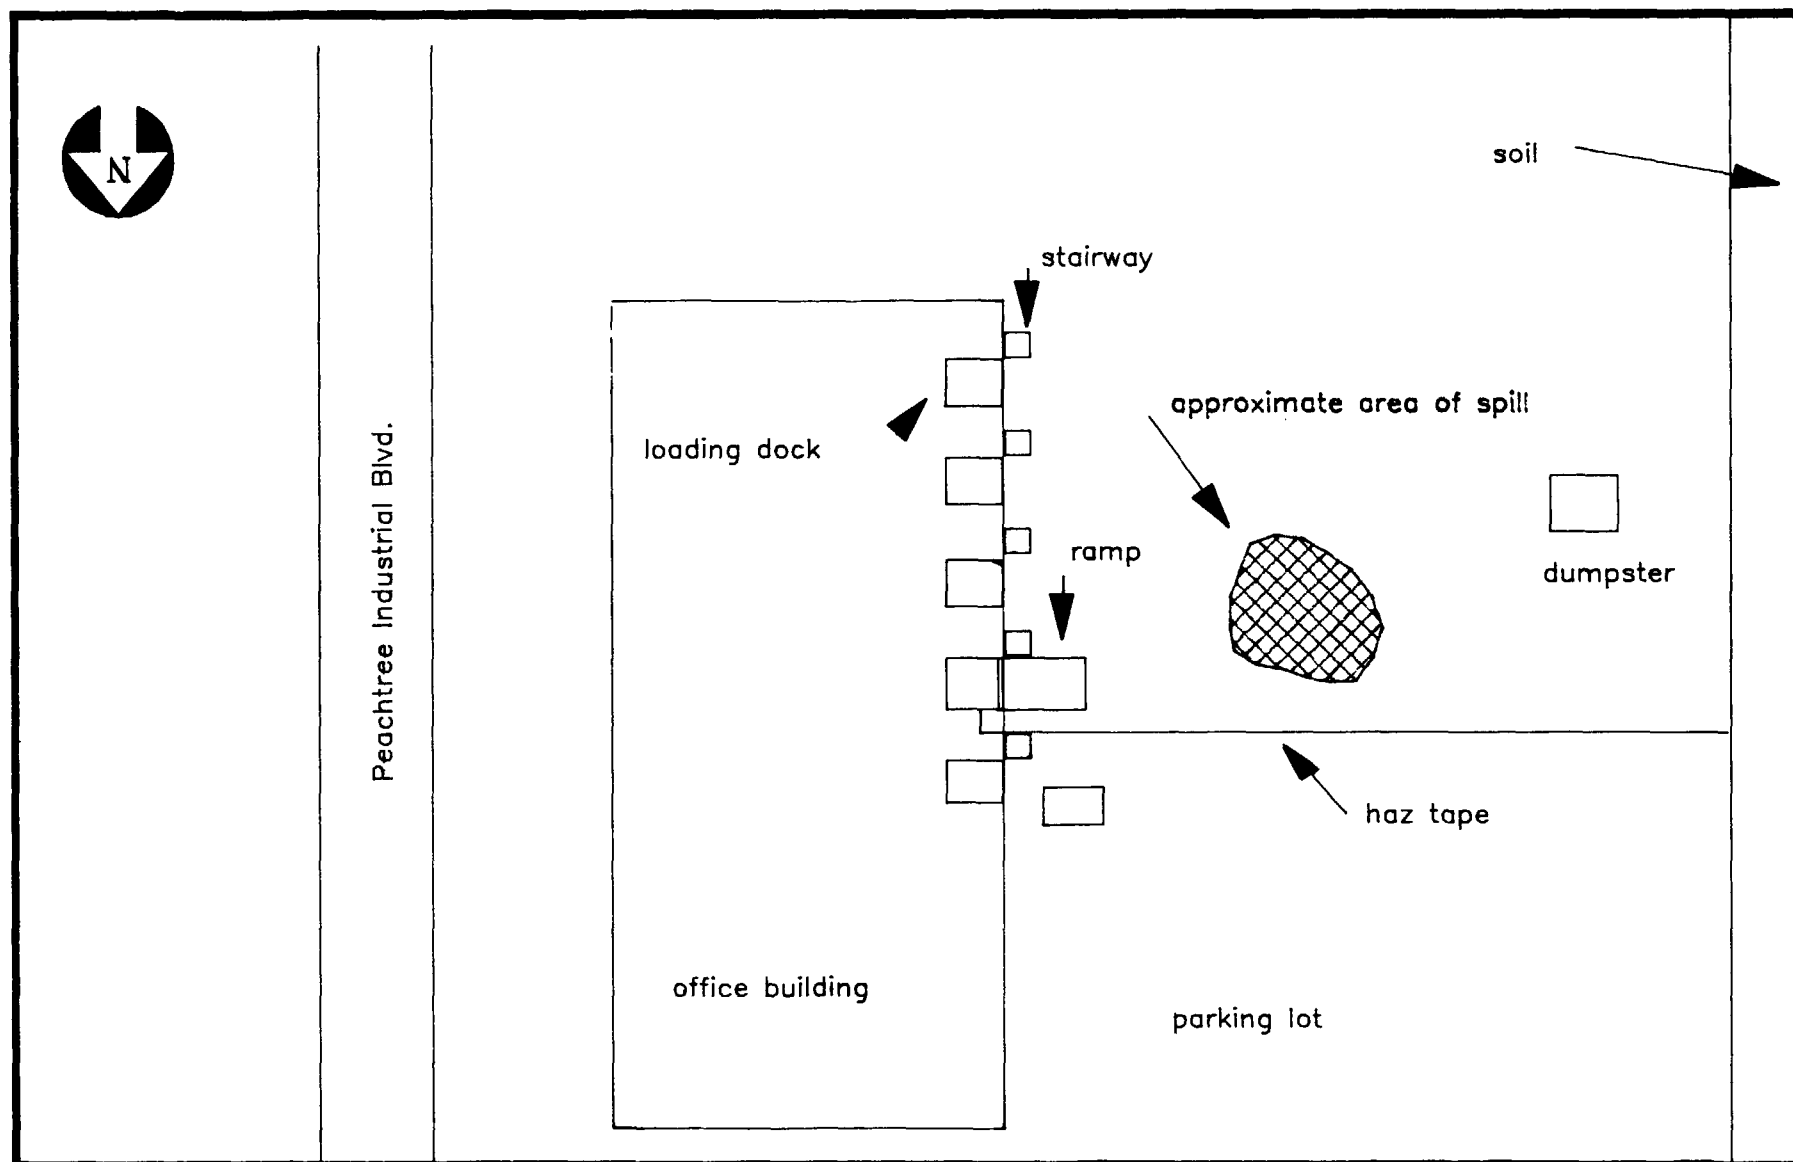 N
soil
stairway
approximate area of spill
loading dock
Peachtree Industrial Blvd.
ramp
dumpster
haz tape
office building
parking lot